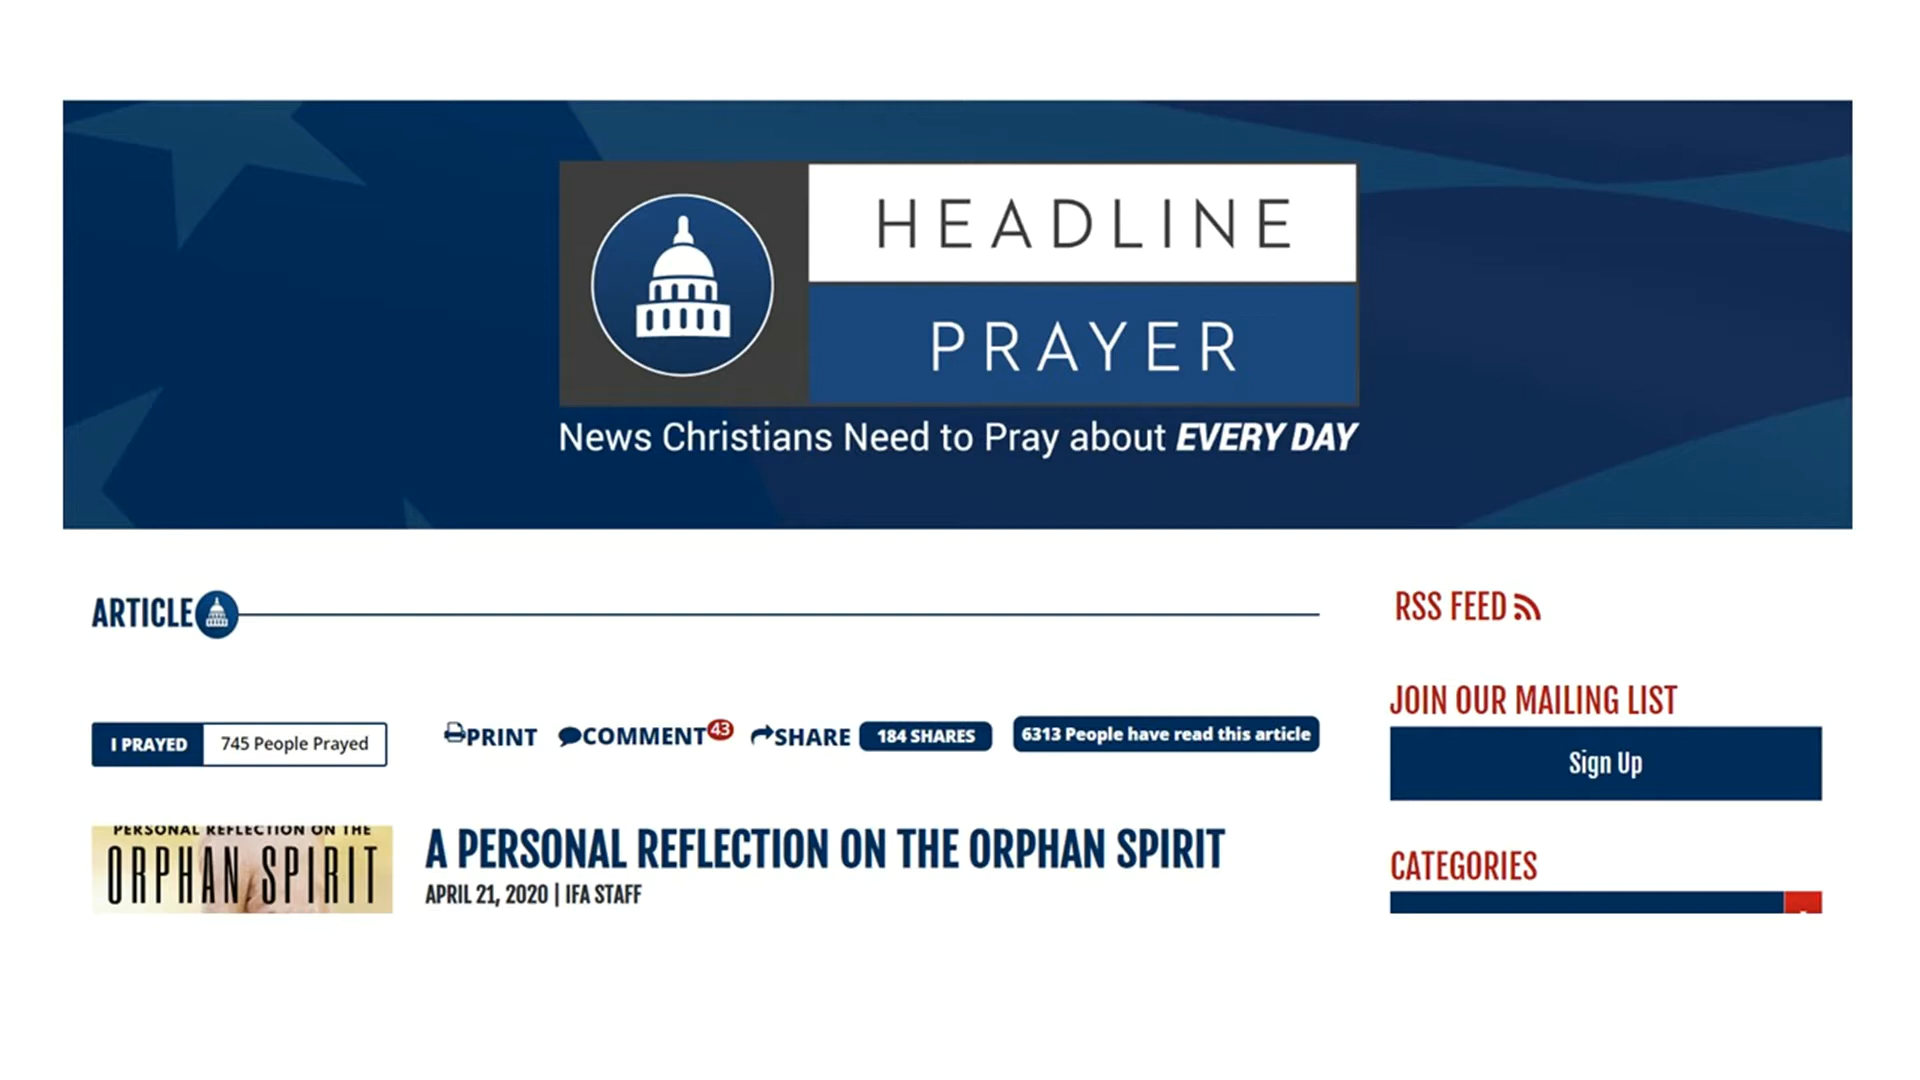 HEADLINE
PRAYER
News Christians Need to Pray about EVERY DAY
ARTICLE
RSS FEED
JOIN OUR MAILING LIST
Sign Up
I PRAYED 745 People Prayed
PRINT COMMENT 43 SHARE 184 SHARES 6313 People have read this article
PERSONAL REFLECTION ON THE
ORPHAN SPIRIT
A PERSONAL REFLECTION ON THE ORPHAN SPIRIT
APRIL 21, 2020 | IFA STAFF
CATEGORIES